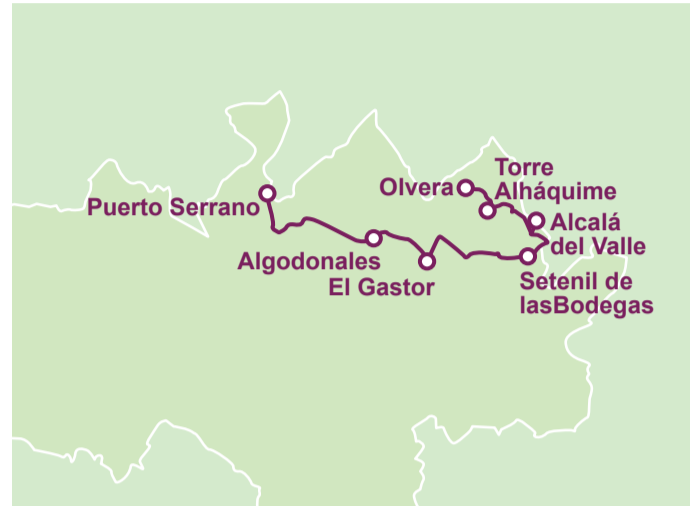 Puerto Serrano
Algodonales
El Gastor
Olvera
Torre
Alháquime
Alcalá
del Valle
Setenil de
lasBodegas